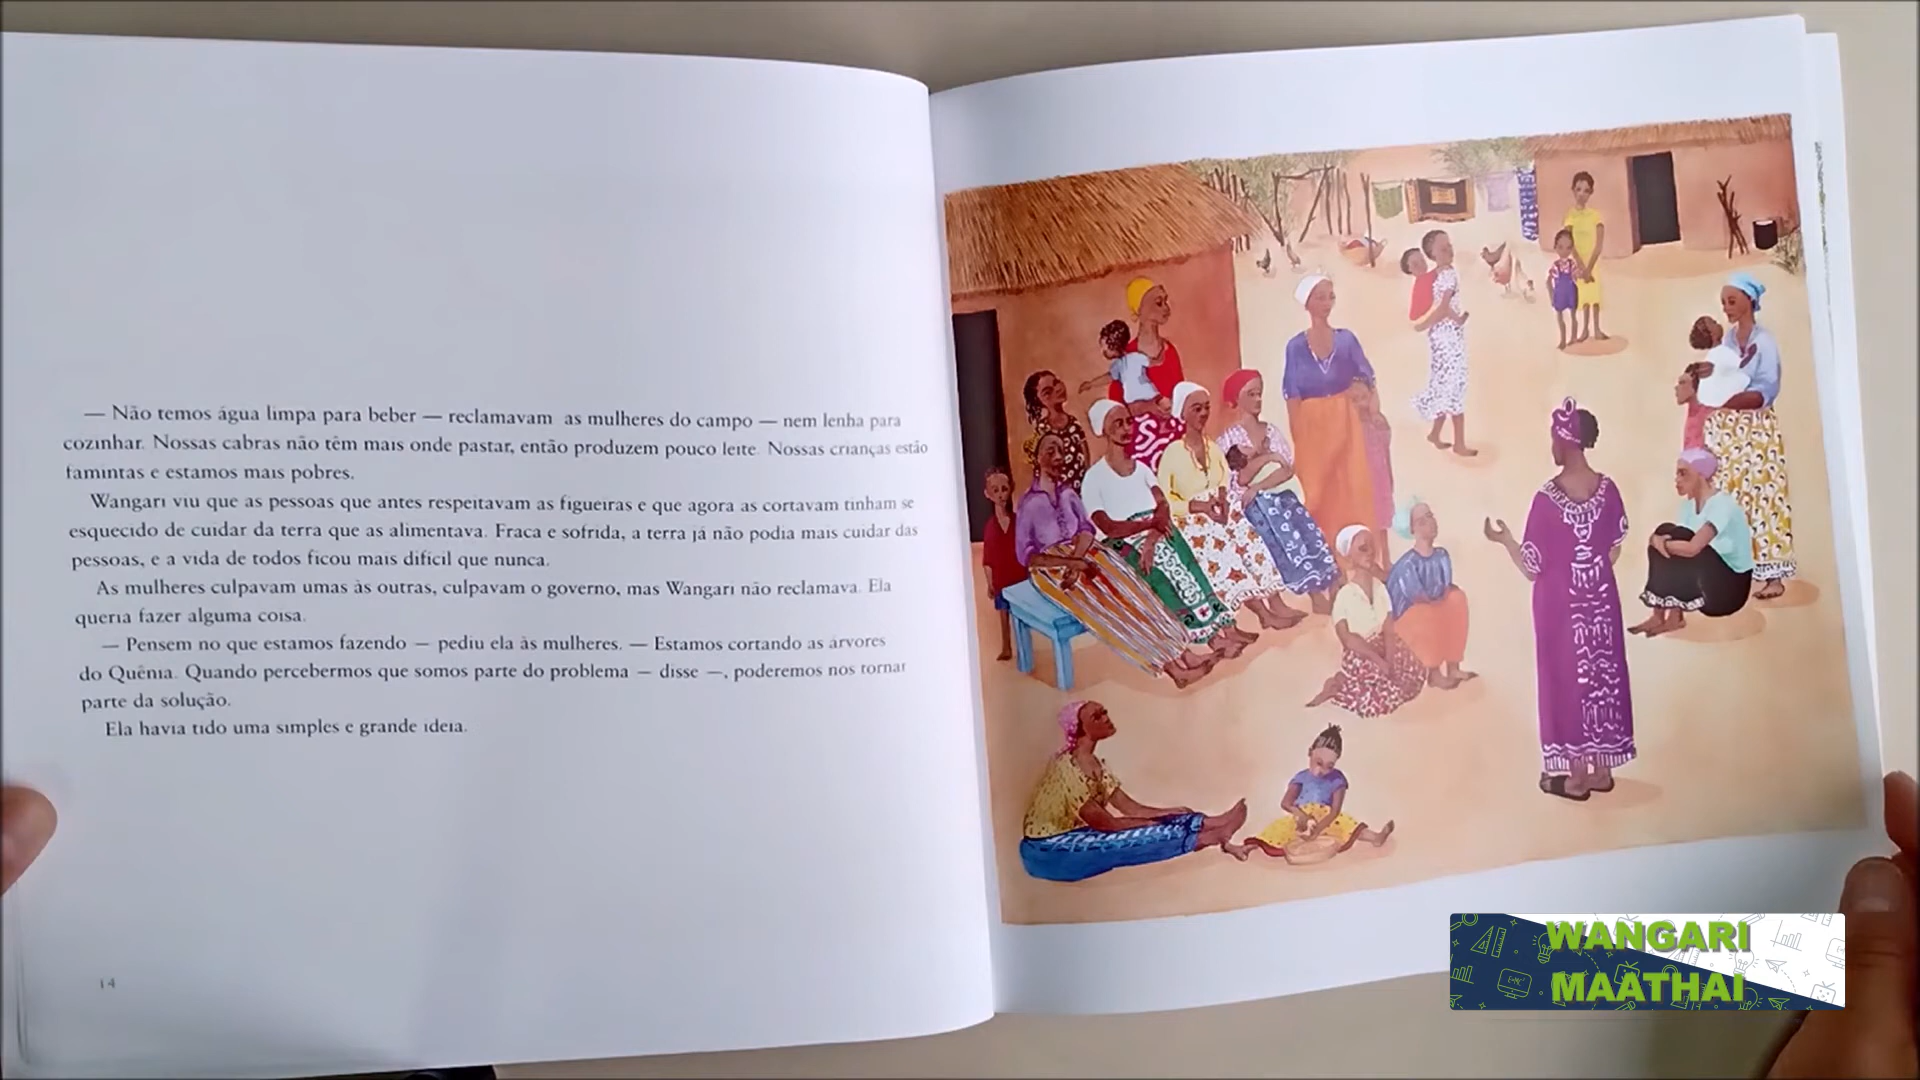 — Não temos água limpa para beber — reclamavam as mulheres do campo — nem lenha para
cozinhar. Nossas cabras não têm mais onde pastar, então produzem pouco leite. Nossas crianças estão
famintas e estamos mais pobres.
Wangari viu que as pessoas que antes respeitavam as figueiras e que agora as cortavam tinham se
esquecido de cuidar da terra que as alimentava. Fraca e sofrida, a terra já não podia mais cuidar das
pessoas, e a vida de todos ficou mais difícil que nunca.
As mulheres culpavam umas às outras, culpavam o governo, mas Wangari não reclamava. Ela
queria fazer alguma coisa.
— Pensem no que estamos fazendo — pediu ela às mulheres. — Estamos cortando as árvores
do Quênia. Quando percebermos que somos parte do problema — disse —, poderemos nos tornar
parte da solução.
Ela havia tido uma simples e grande ideia.
14
WANGARI
MAATHAI